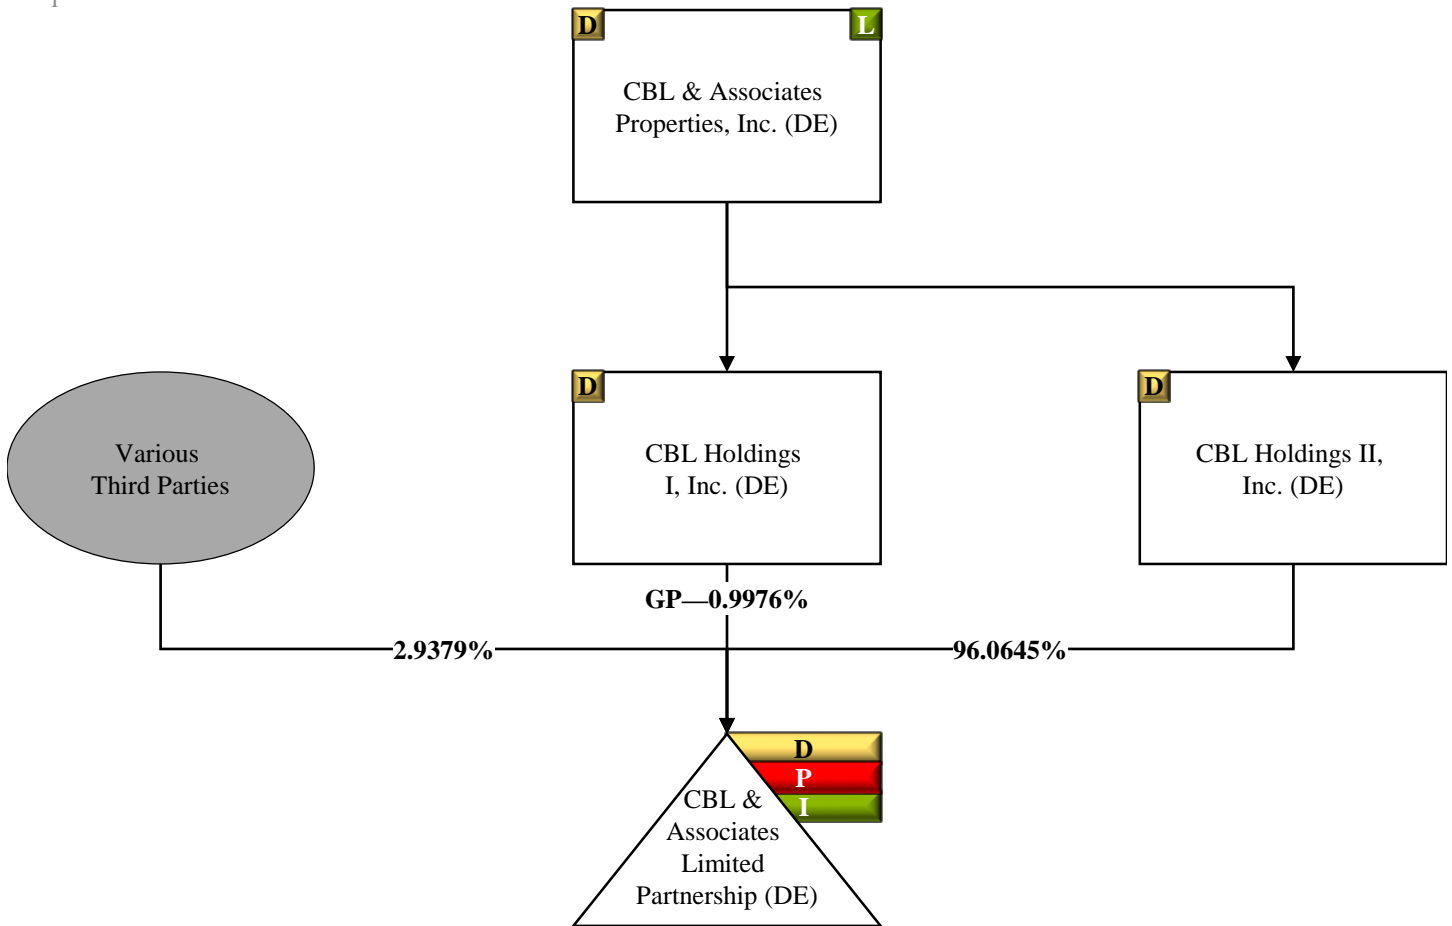 D
L
CBL & Associates
Properties, Inc. (DE)
D
D
Various
Third Parties
CBL Holdings
I, Inc. (DE)
CBL Holdings II,
Inc. (DE)
GP—0.9976%
2.9379%
96.0645%
D
P
I
CBL &
Associates
Limited
Partnership (DE)